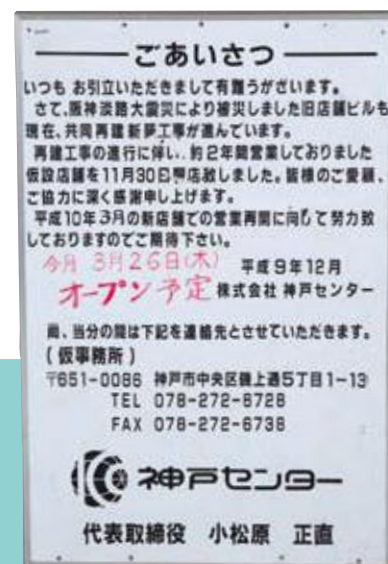 ごあいさつ
いつも お引立いただきまして有難うございます。
さて、阪神淡路大震災により被災しました旧店舗ビルも
現在、共同再建新夢工事が進んでいます。
再建工事の進行に伴い、約2年間営業しておりました
仮設店舗を11月30日閉店致しました。皆様のご愛顧、
ご協力に深く感謝申し上げます。
平成10年3月の新店舗での営業再開に向けて努力致
しておりますのでご期待下さい。
今月 3月26日(木)
オープン予定
平成9年12月
株式会社 神戸センター
尚、当分の間は下記を連絡先とさせていただきます。
(仮事務所)
〒651-0086 神戸市中央区磯上通5丁目1-13
TEL 078-272-6728
FAX 078-272-6738
神戸センター
代表取締役 小松原 正直